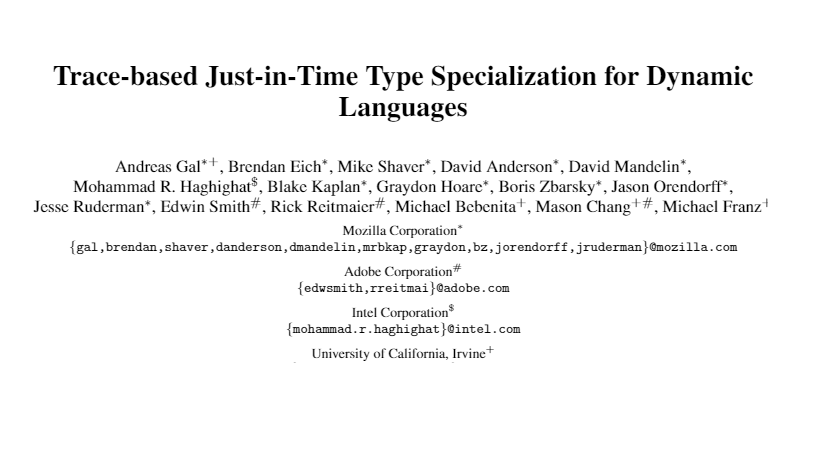 Trace-based Just-in-Time Type Specialization for Dynamic
Languages
Andreas Gal*+, Brendan Eich*, Mike Shaver*, David Anderson*, David Mandelin*,
Mohammad R. Haghighat$, Blake Kaplan*, Graydon Hoare*, Boris Zbarsky*, Jason Orendorff*,
Jesse Ruderman*, Edwin Smith#, Rick Reitmaier#, Michael Bebenita+, Mason Chang+#, Michael Franz+
Mozilla Corporation*
{gal,brendan,shaver,danderson,dmandelin,mrbkap,graydon,bz,jorendorff,jruderman}@mozilla.com
Adobe Corporation#
{edwsmith,rreitmai}@adobe.com
Intel Corporation$
{mohammad.r.haghighat}@intel.com
University of California, Irvine+